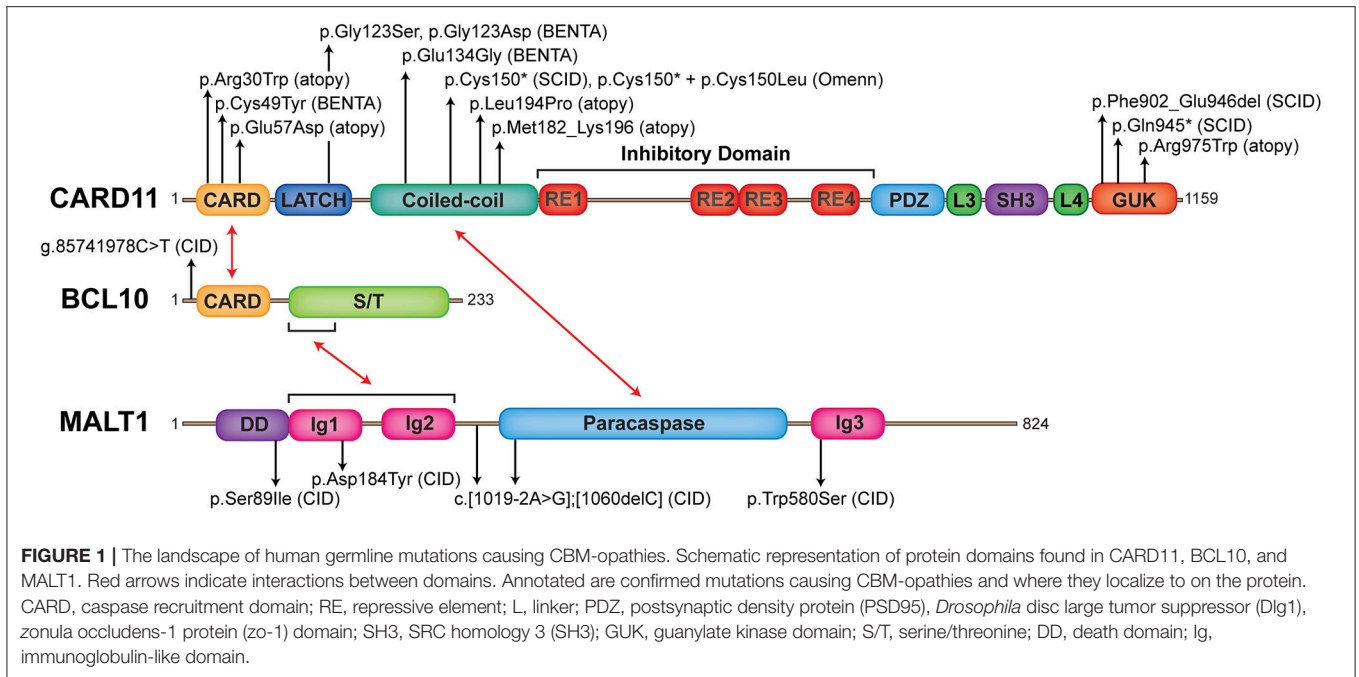 p.Gly123Ser, p.Gly123Asp (BENTA)
p.Glu134Gly (BENTA)
p.Arg30Trp (atopy)
p.Cys150* (SCID), p.Cys150* + p.Cys150Leu (Omenn)
p.Cys49Tyr (BENTA)
p.Leu194Pro (atopy)
p.Glu57Asp (atopy)
p.Met182_Lys196 (atopy)
p.Phe902_Glu946del (SCID)
p.Gln945* (SCID)
p.Arg975Trp (atopy)
Inhibitory Domain
CARD11 1 CARD LATCH Coiled-coil RE1 RE2 RE3 RE4 PDZ L3 SH3 L4 GUK 1159
g.85741978C>T (CID)
BCL10 1 CARD S/T 233
MALT1 1 DD Ig1 Ig2 Paracaspase Ig3 824
p.Asp184Tyr (CID)
p.Ser89Ile (CID) c.[1019-2A>G];[1060delC] (CID) p.Trp580Ser (CID)
FIGURE 1 | The landscape of human germline mutations causing CBM-opathies. Schematic representation of protein domains found in CARD11, BCL10, and
MALT1. Red arrows indicate interactions between domains. Annotated are confirmed mutations causing CBM-opathies and where they localize to on the protein.
CARD, caspase recruitment domain; RE, repressive element; L, linker; PDZ, postsynaptic density protein (PSD95), Drosophila disc large tumor suppressor (Dlg1),
zonula occludens-1 protein (zo-1) domain; SH3, SRC homology 3 (SH3); GUK, guanylate kinase domain; S/T, serine/threonine; DD, death domain; Ig,
immunoglobulin-like domain.